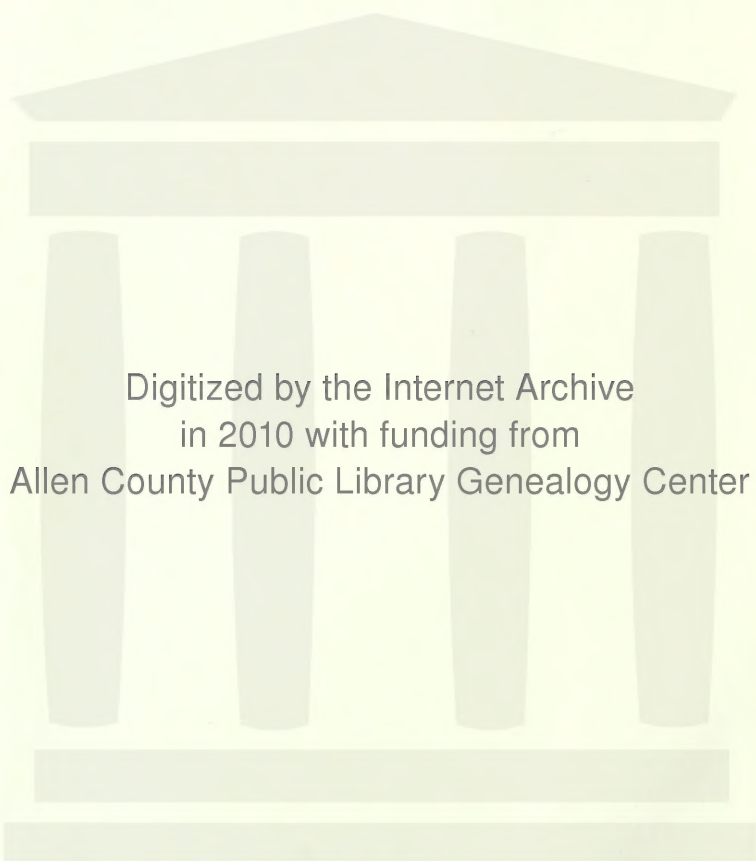 Digitized by the Internet Archive
in 2010 with funding from
Allen County Public Library Genealogy Center